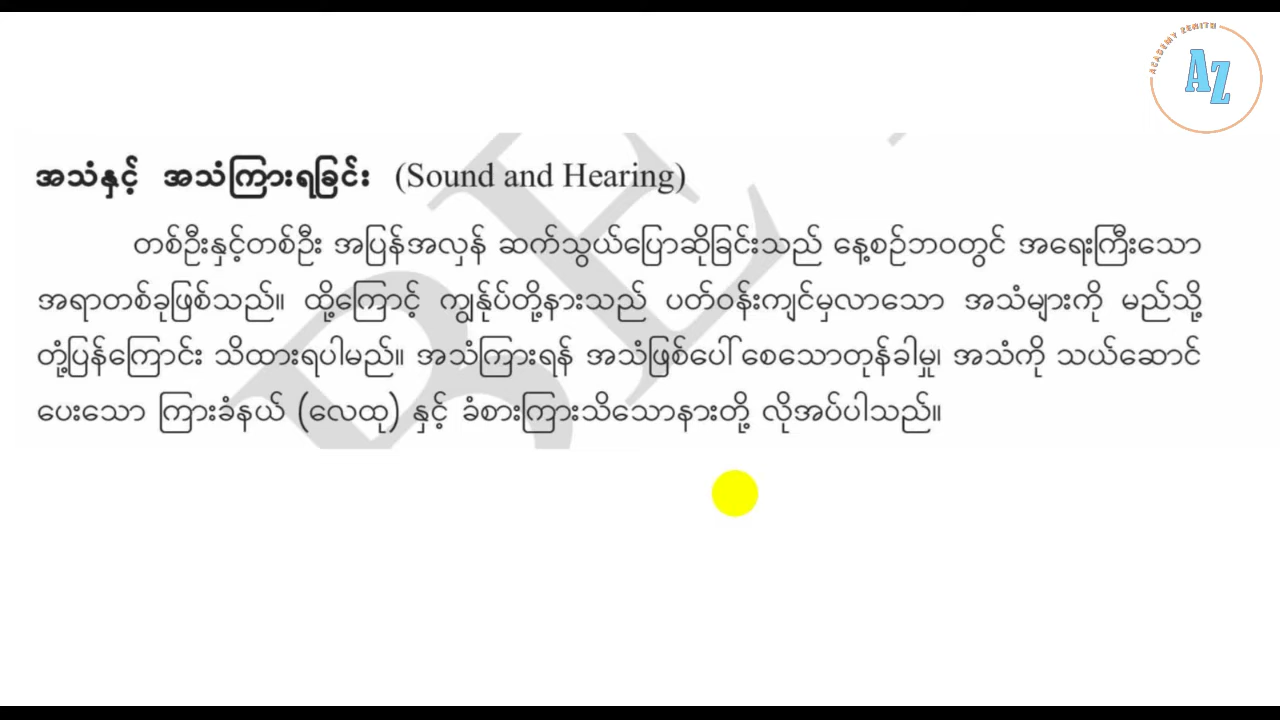 ACADEMY ZENITH
AZ
အသံနှင့် အသံကြားရခြင်း (Sound and Hearing)
တစ်ဦးနှင့်တစ်ဦး အပြန်အလှန် ဆက်သွယ်ပြောဆိုခြင်းသည် နေ့စဉ်ဘဝတွင် အရေးကြီးသော
အရာတစ်ခုဖြစ်သည်။ ထို့ကြောင့် ကျွန်ုပ်တို့နားသည် ပတ်ဝန်းကျင်မှလာသော အသံများကို မည်သို့
တုံ့ပြန်ကြောင်း သိထားရပါမည်။ အသံကြားရန် အသံဖြစ်ပေါ်စေသောတုန်ခါမှု၊ အသံကို သယ်ဆောင်
ပေးသော ကြားခံနယ် (လေထု) နှင့် ခံစားကြားသိသောနားတို့ လိုအပ်ပါသည်။